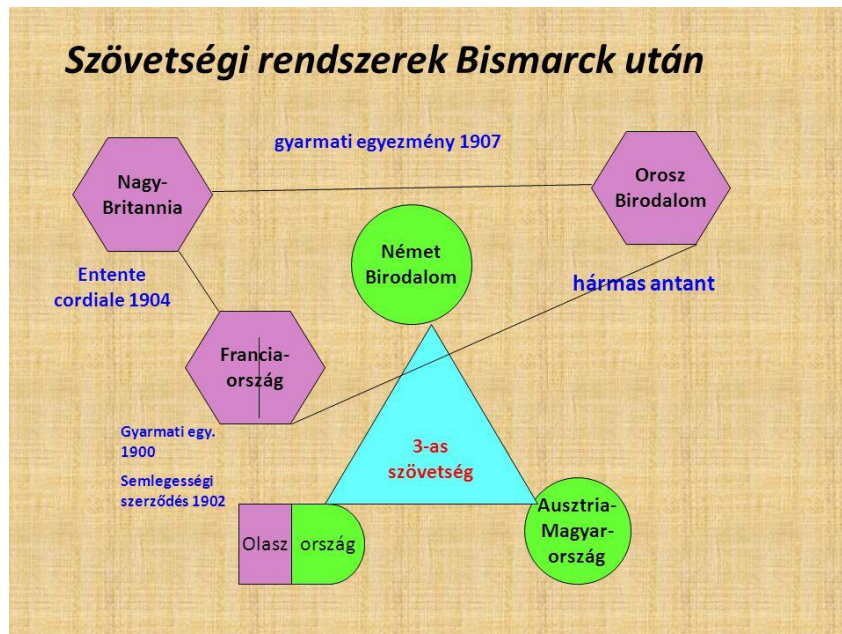 Szövetségi rendszerek Bismarck után
gyarmati egyezmény 1907
Nagy-
Britannia
Orosz
Birodalom
Német
Birodalom
Entente
cordiale 1904
hármas antant
Francia-
ország
Gyarmati egy.
1900
Semlegességi
szerződés 1902
3-as
szövetség
Olasz ország
Ausztria-
Magyar-
ország